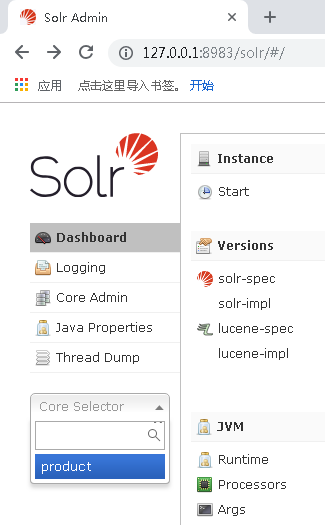 Solr Admin
127.0.0.1:8983/solr/#/
应用 点击这里导入书签。 开始
Solr
Dashboard
Logging
Core Admin
Java Properties
Thread Dump
Core Selector
product
Instance
Start
Versions
solr-spec
solr-impl
lucene-spec
lucene-impl
JVM
Runtime
Processors
Args